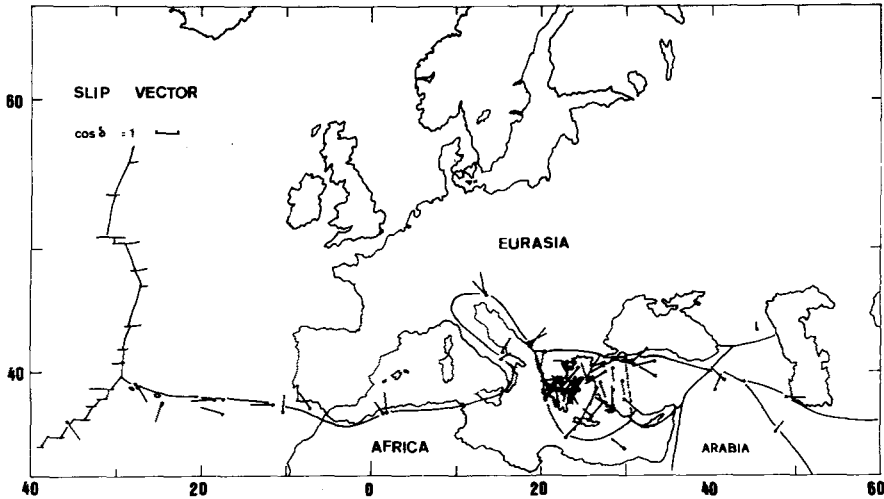 60
SLIP VECTOR
cos δ = 1
EURASIA
40
AFRICA
ARABIA
40 20 0 20 40 60